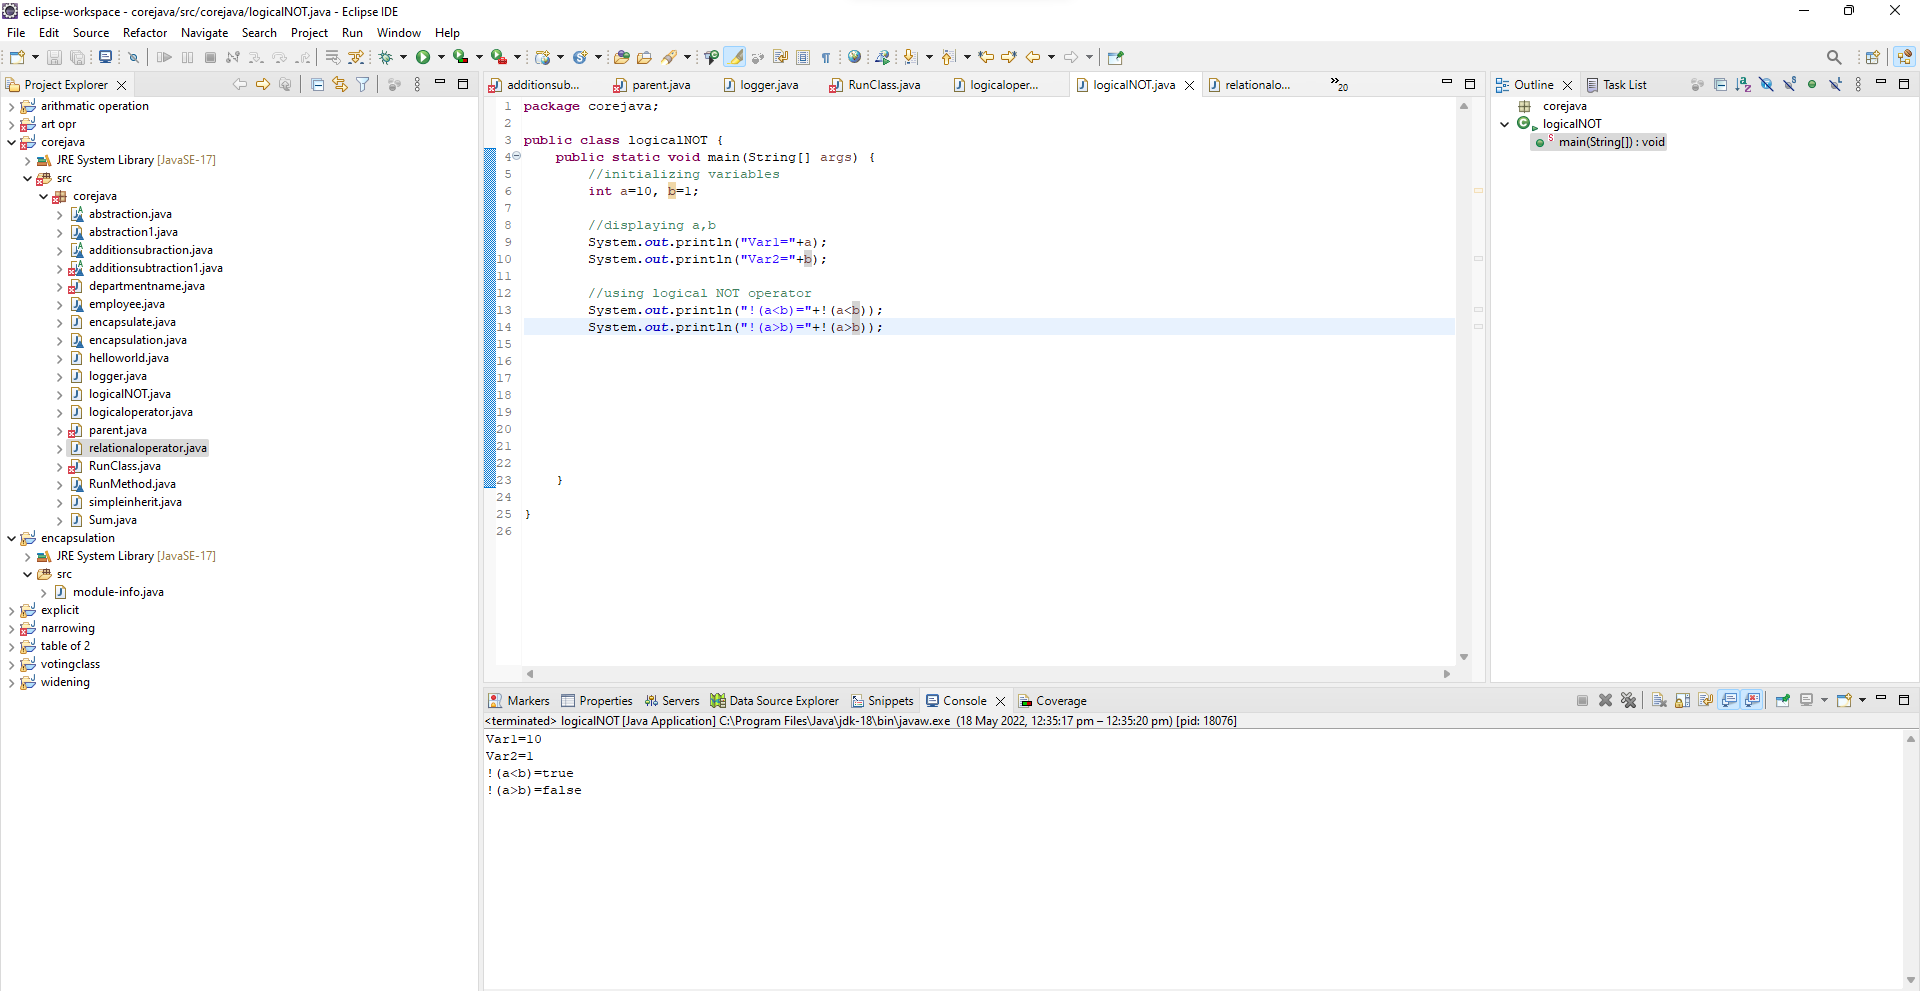 eclipse-workspace - corejava/src/corejava/logicalNOT.java - Eclipse IDE
File Edit Source Refactor Navigate Search Project Run Window Help
Project Explorer
arithmatic operation
art opr
corejava
JRE System Library [JavaSE-17]
src
corejava
abstraction.java
abstraction1.java
additionsubraction.java
additionsubtraction1.java
departmentname.java
employee.java
encapsulate.java
encapsulation.java
helloworld.java
logger.java
logicalNOT.java
logicaloperator.java
parent.java
relationaloperator.java
RunClass.java
RunMethod.java
simpleinherit.java
Sum.java
encapsulation
JRE System Library [JavaSE-17]
src
module-info.java
explicit
narrowing
table of 2
votingclass
widening
additionsub... parent.java logger.java RunClass.java logicaloper... logicalNOT.java relationalo... »20
1 package corejava;
2
3 public class logicalNOT {
4 public static void main(String[] args) {
5 //initializing variables
6 int a=10, b=1;
7
8 //displaying a,b
9 System.out.println("Var1="+a);
10 System.out.println("Var2="+b);
11
12 //using logical NOT operator
13 System.out.println("!(a<b)="+!(a<b));
14 System.out.println("!(a>b)="+!(a>b));
15
16
17
18
19
20
21
22
23 }
24
25 }
26
Outline Task List
corejava
logicalNOT
main(String[]) : void
Markers Properties Servers Data Source Explorer Snippets Console Coverage
<terminated> logicalNOT [Java Application] C:\Program Files\Java\jdk-18\bin\javaw.exe (18 May 2022, 12:35:17 pm – 12:35:20 pm) [pid: 18076]
Var1=10
Var2=1
!(a<b)=true
!(a>b)=false